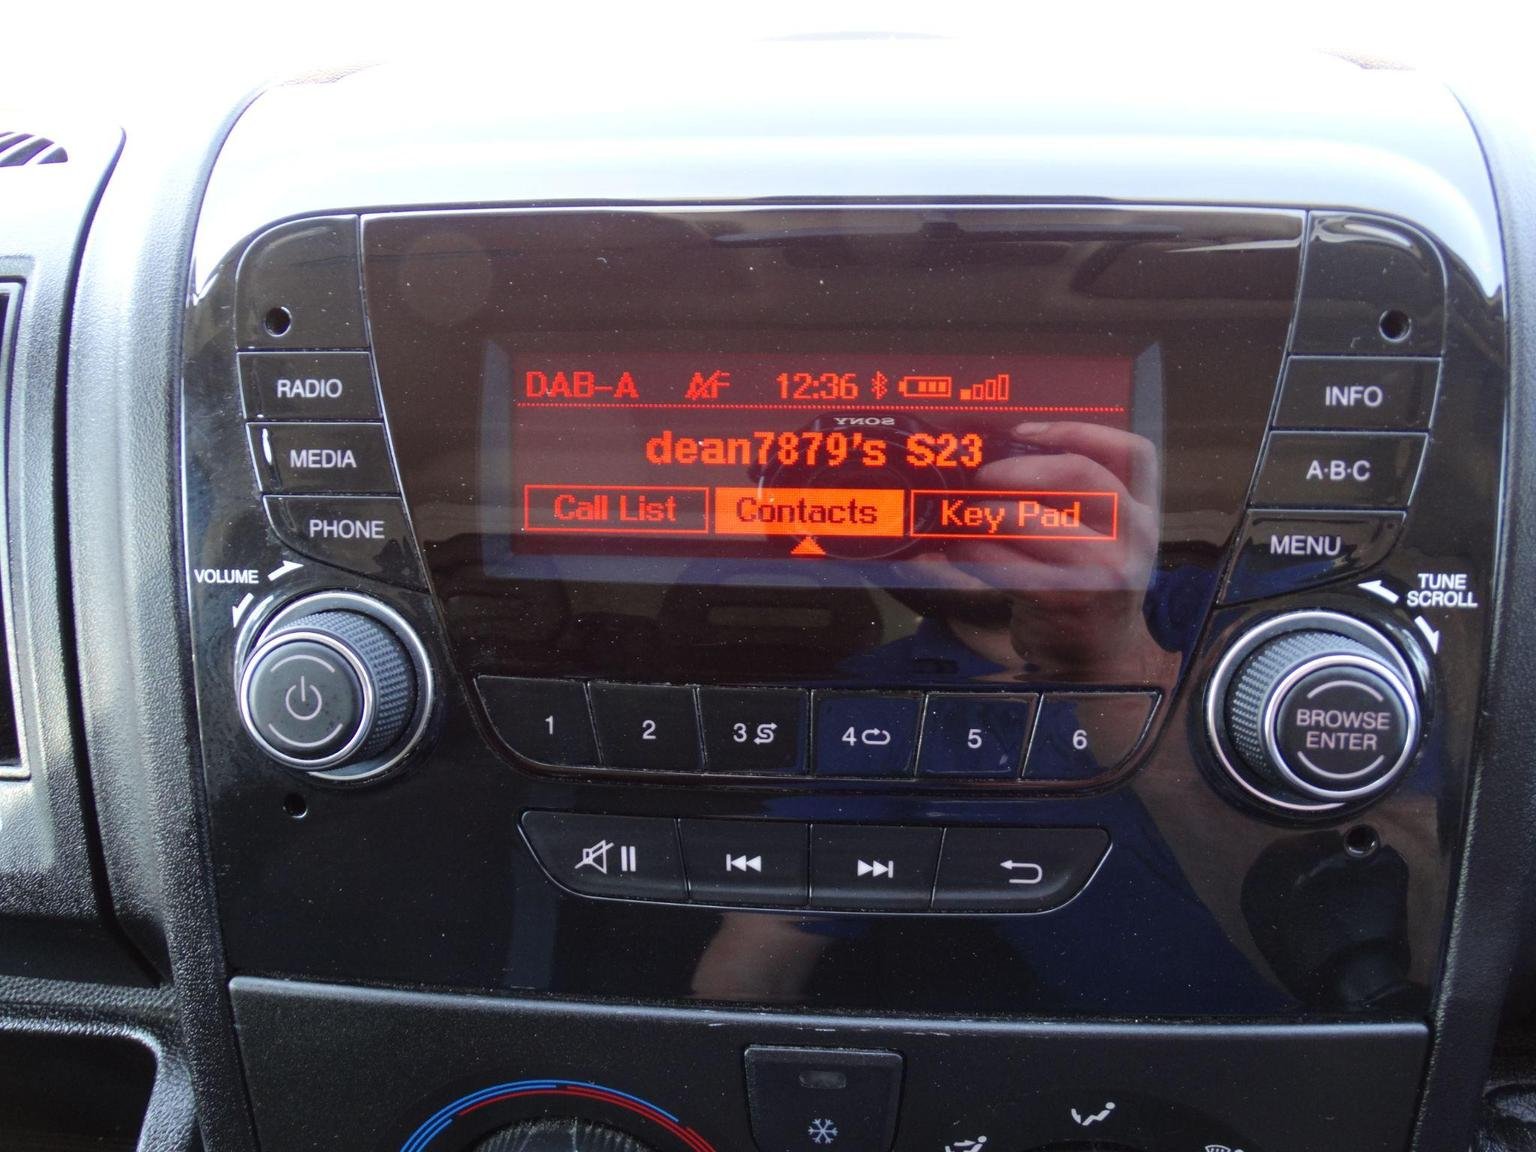 DAB-A AF 12:36
SONY
dean7879's S23
Call List Contacts Key Pad
RADIO
MEDIA
PHONE
VOLUME
INFO
A·B·C
MENU
TUNE
SCROLL
BROWSE
ENTER
1 2 3 4 5 6